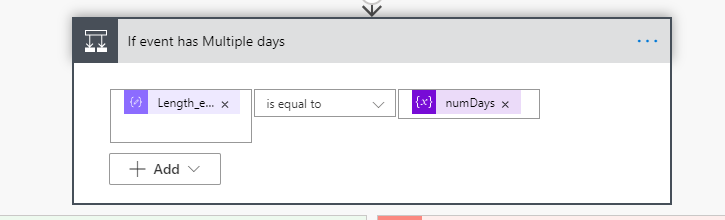 If event has Multiple days
...
{✓} Length_e... ×
is equal to
{x} numDays ×
+ Add